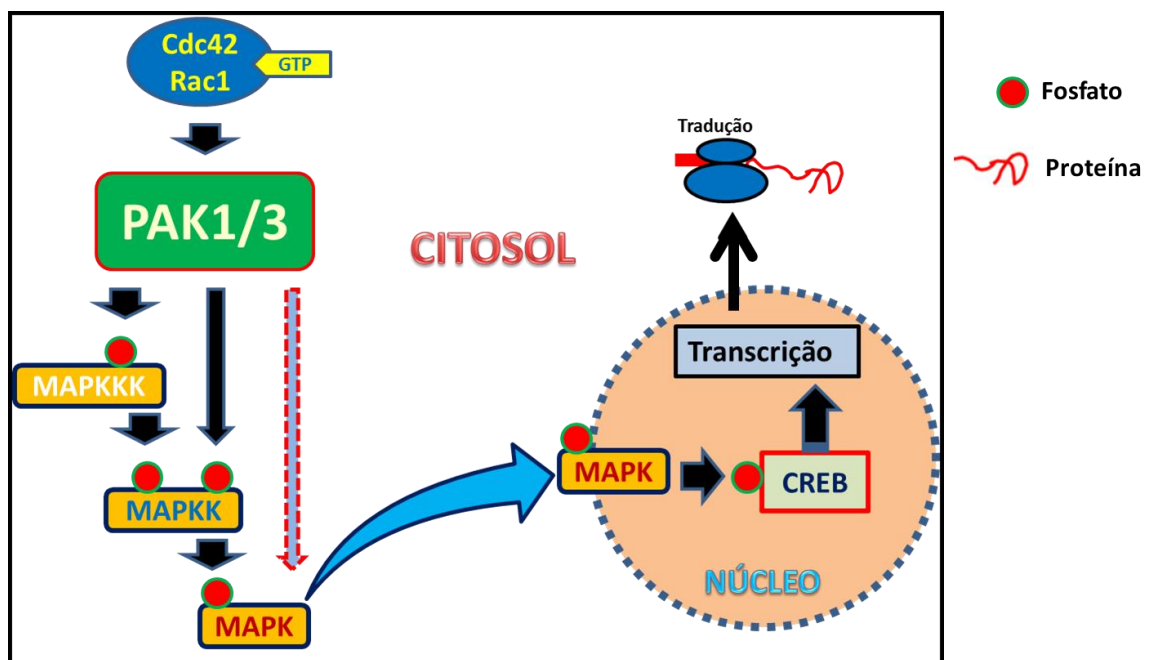 Cdc42
Rac1
GTP
PAK1/3
MAPKKK
MAPKK
MAPK
CITOSOL
Tradução
Transcrição
MAPK
CREB
NÚCLEO
Fosfato
Proteína